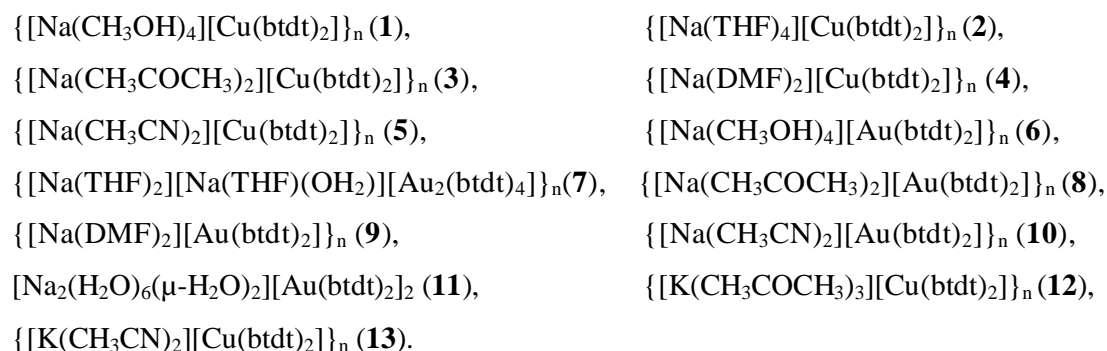 {[Na(CH₃OH)₄][Cu(btdt)₂]}ₙ (1), {[Na(THF)₄][Cu(btdt)₂]}ₙ (2),
{[Na(CH₃COCH₃)₂][Cu(btdt)₂]}ₙ (3), {[Na(DMF)₂][Cu(btdt)₂]}ₙ (4),
{[Na(CH₃CN)₂][Cu(btdt)₂]}ₙ (5), {[Na(CH₃OH)₄][Au(btdt)₂]}ₙ (6),
{[Na(THF)₂][Na(THF)(OH₂)][Au₂(btdt)₄]}ₙ(7), {[Na(CH₃COCH₃)₂][Au(btdt)₂]}ₙ (8),
{[Na(DMF)₂][Au(btdt)₂]}ₙ (9), {[Na(CH₃CN)₂][Au(btdt)₂]}ₙ (10),
[Na₂(H₂O)₆(μ-H₂O)₂][Au(btdt)₂]₂ (11), {[K(CH₃COCH₃)₃][Cu(btdt)₂]}ₙ (12),
{[K(CH₃CN)₂][Cu(btdt)₂]}ₙ (13).